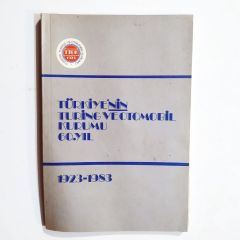 TÜRKİYE'NİN
TURİNG VE OTOMOBİL
KURUMU
60.YIL
1923-1983